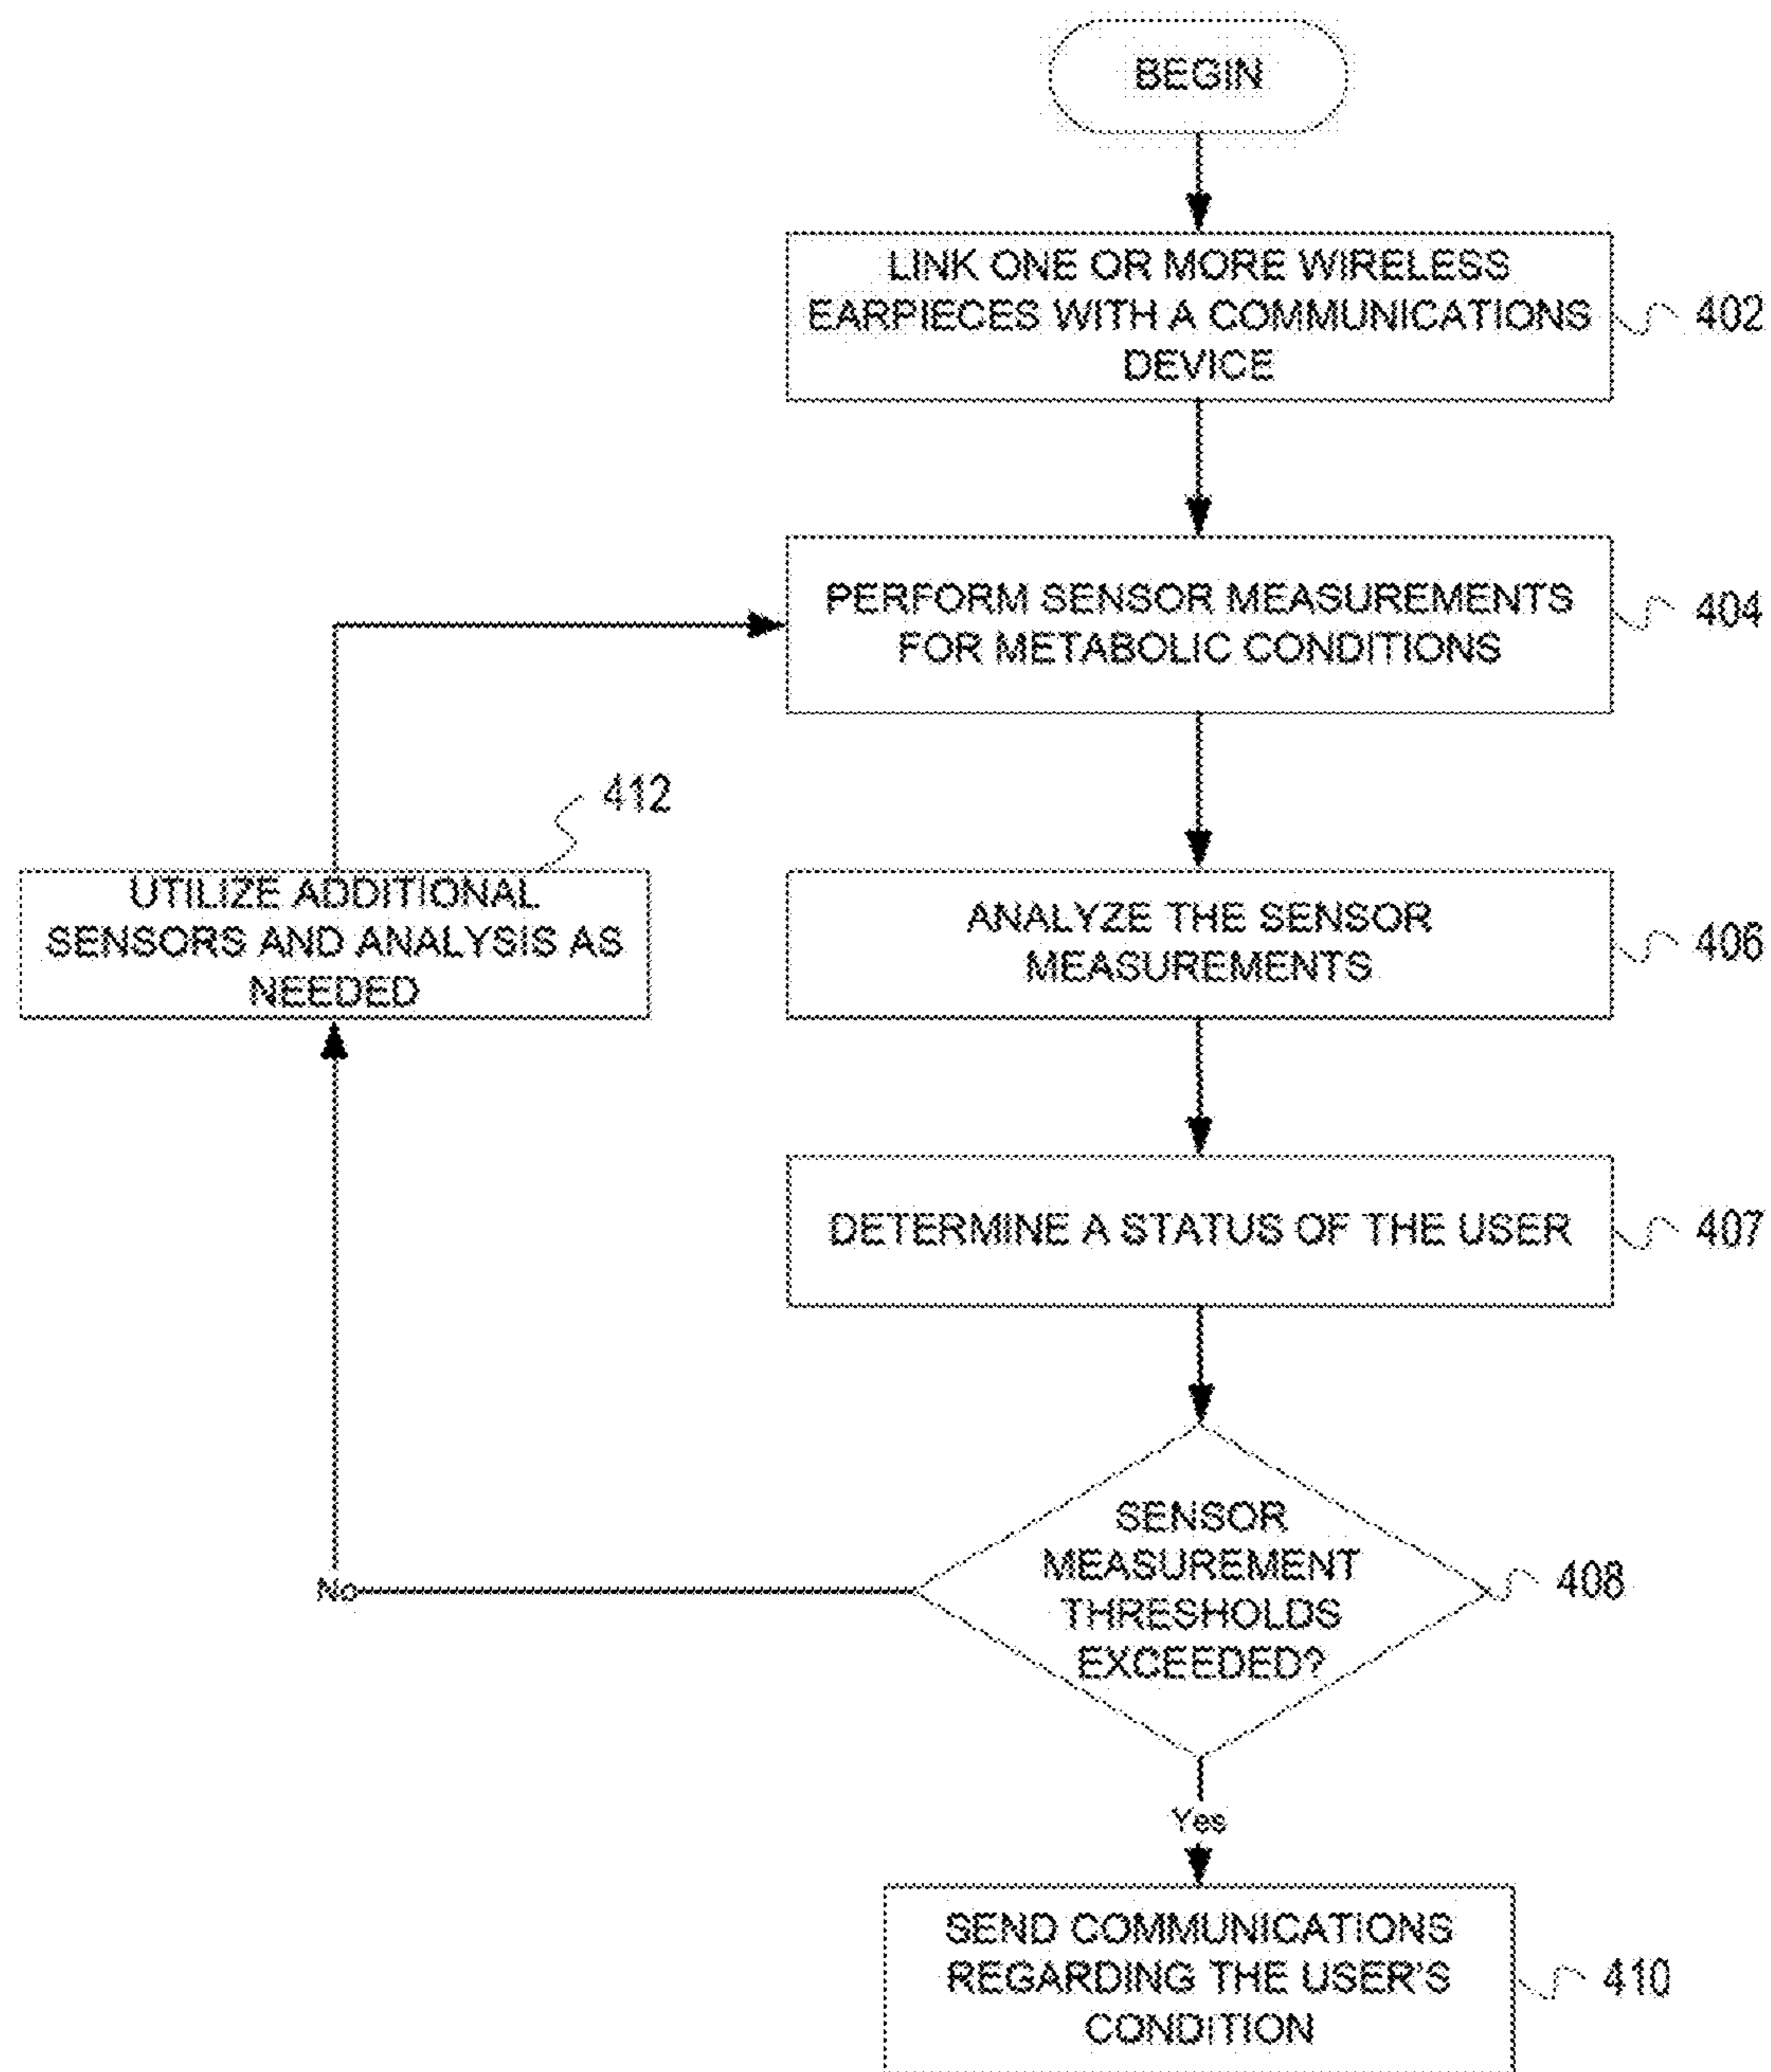 BEGIN
LINK ONE OR MORE WIRELESS
EARPIECES WITH A COMMUNICATIONS
DEVICE
402
PERFORM SENSOR MEASUREMENTS
FOR METABOLIC CONDITIONS
404
412
UTILIZE ADDITIONAL
SENSORS AND ANALYSIS AS
NEEDED
ANALYZE THE SENSOR
MEASUREMENTS
406
DETERMINE A STATUS OF THE USER
407
SENSOR
MEASUREMENT
THRESHOLDS
EXCEEDED?
408
No
Yes
SEND COMMUNICATIONS
REGARDING THE USER'S
CONDITION
410